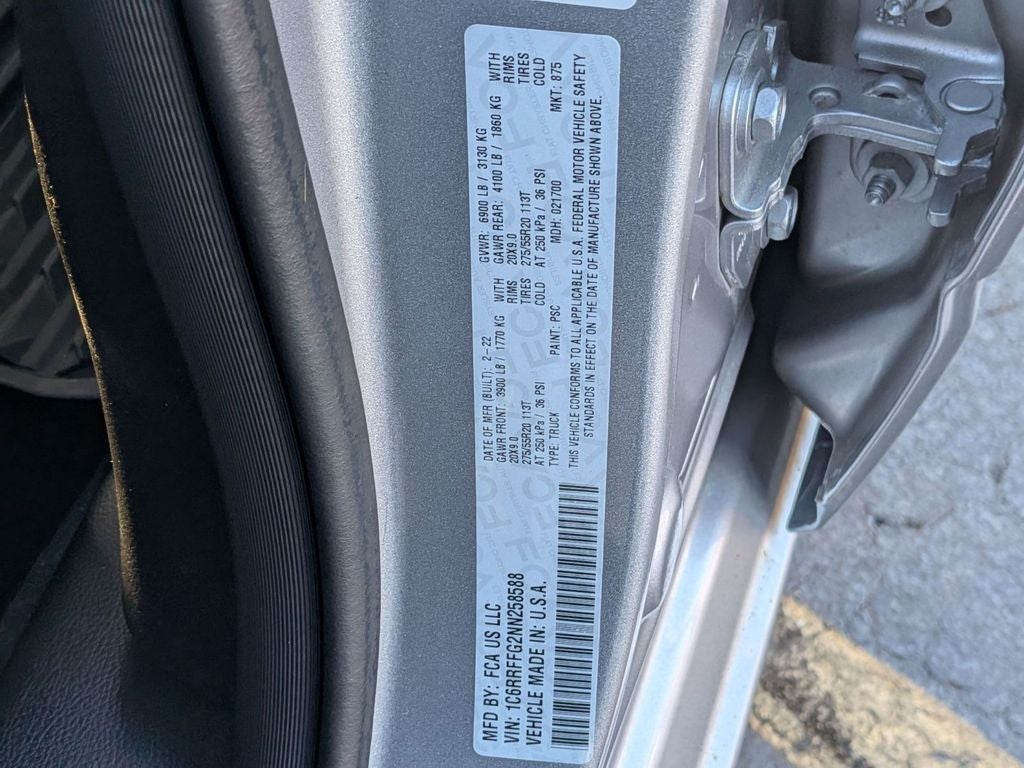 MFD BY: FCA US LLC
DATE OF MFR (BUILT): 2-22
GVWR: 6900 LB / 3130 KG
GAWR FRONT: 3900 LB / 1770 KG WITH
GAWR REAR: 4100 LB / 1860 KG WITH
20X9.0 RIMS
20X9.0 RIMS
275/55R20 113T TIRES
275/55R20 113T TIRES
AT 250 kPa / 36 PSI COLD
AT 250 kPa / 36 PSI COLD
VIN: 1C6RRFFG2NN258588
TYPE: TRUCK PAINT: PSC MDH: 021700 MKT: 875
VEHICLE MADE IN: U.S.A.
THIS VEHICLE CONFORMS TO ALL APPLICABLE U.S.A. FEDERAL MOTOR VEHICLE SAFETY
STANDARDS IN EFFECT ON THE DATE OF MANUFACTURE SHOWN ABOVE.